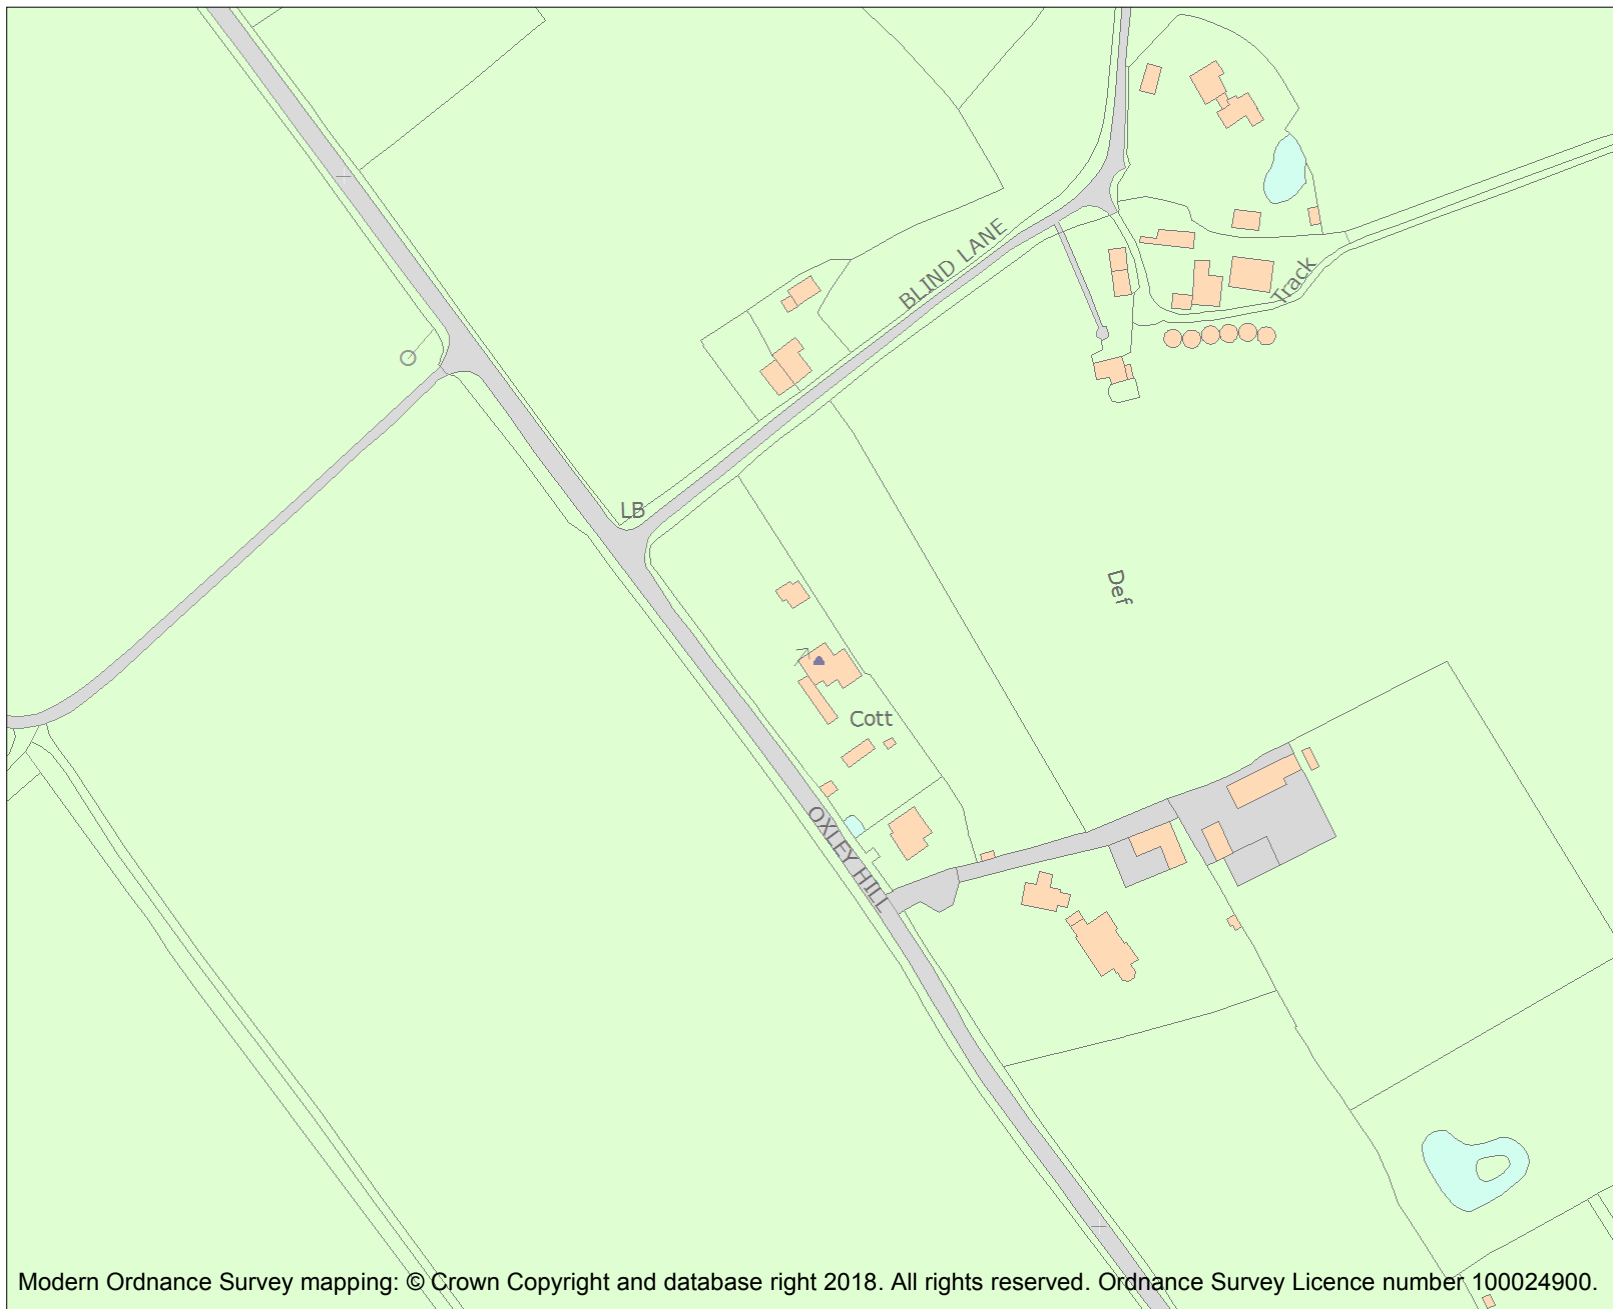 BLIND LANE
Track
LB
Def
Cott
OXLEY HILL
Modern Ordnance Survey mapping: © Crown Copyright and database right 2018. All rights reserved. Ordnance Survey Licence number 100024900.